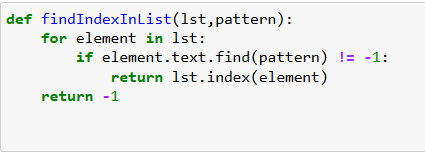 def findIndexInList(lst,pattern):
    for element in lst:
        if element.text.find(pattern) != -1:
            return lst.index(element)
    return -1